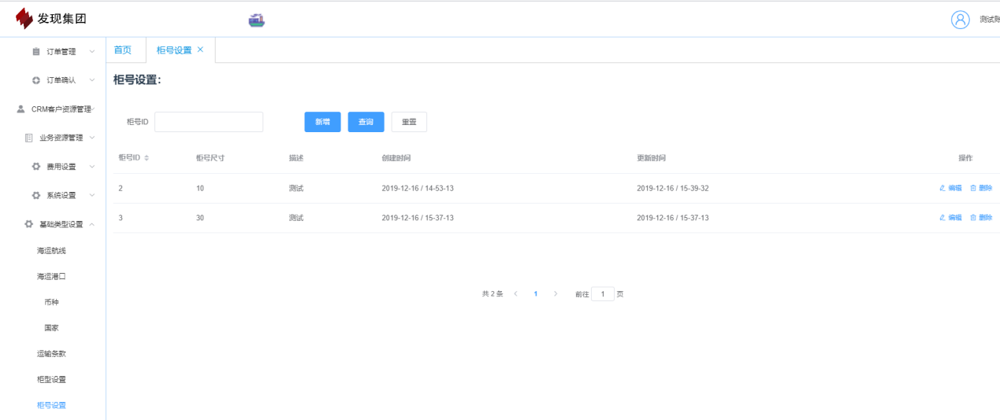 发现集团
测试账
订单管理
订单确认
CRM客户资源管理
业务资源管理
费用设置
系统设置
基础类型设置
海运航线
海运港口
币种
国家
运输条款
柜型设置
柜号设置
首页 柜号设置 ×
柜号设置：
柜号ID 新增 查询 重置
柜号ID 柜号尺寸 描述 创建时间 更新时间 操作
2 10 测试 2019-12-16 / 14-53-13 2019-12-16 / 15-39-32 编辑 删除
3 30 测试 2019-12-16 / 15-37-13 2019-12-16 / 15-37-13 编辑 删除
共 2 条 1 前往 1 页